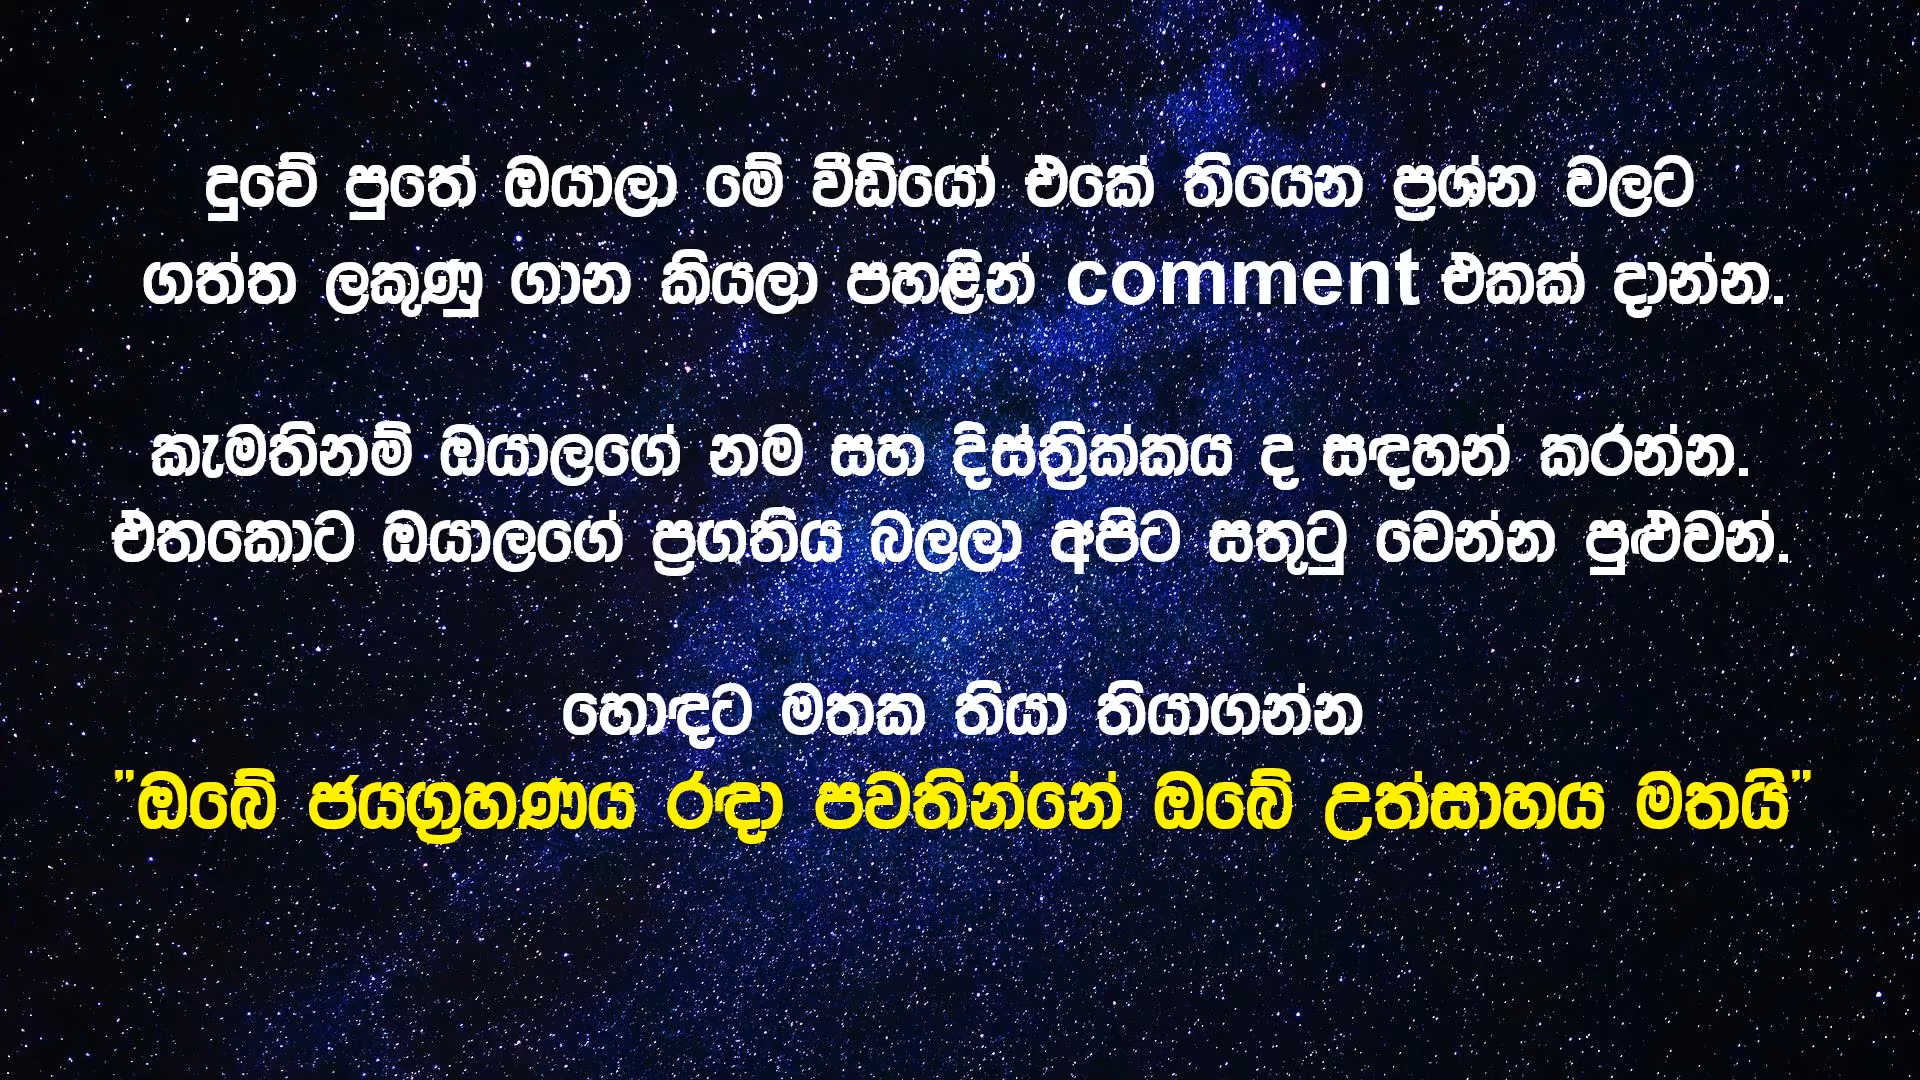 දුවේ පුතේ ඔයාලා මේ වීඩියෝ එකේ තියෙන ප්‍රශ්න වලට
ගත්ත ලකුණු ගාන කියලා පහළින් comment එකක් දාන්න.
කැමතිනම් ඔයාලගේ නම සහ දිස්ත්‍රික්කය ද සඳහන් කරන්න.
එතකොට ඔයාලගේ ප්‍රගතිය බලලා අපිට සතුටු වෙන්න පුළුවන්.
හොඳට මතක තියා තියාගන්න
"ඔබේ ජයග්‍රහණය රඳා පවතින්නේ ඔබේ උත්සාහය මතයි"